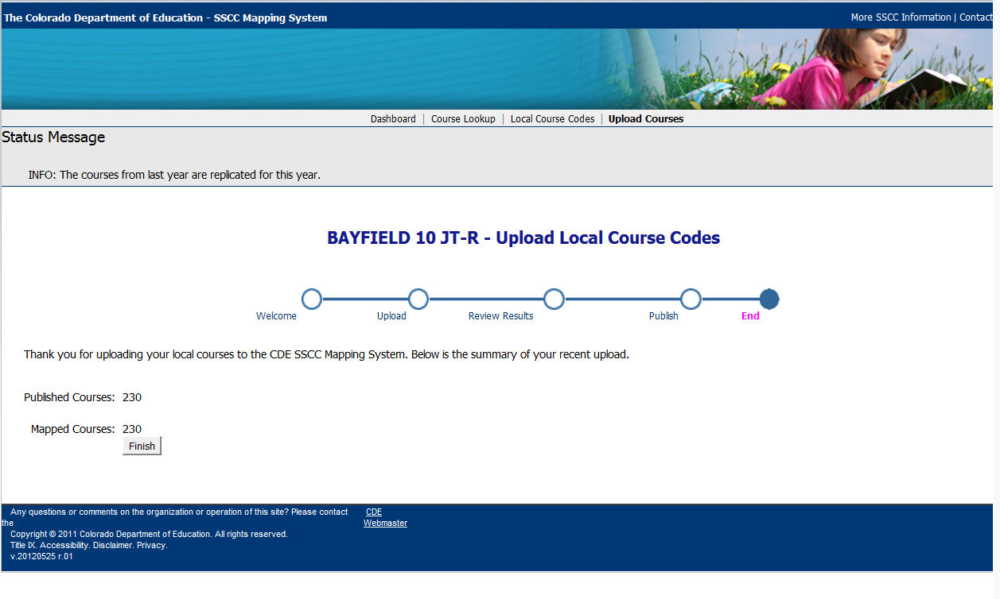 The Colorado Department of Education - SSCC Mapping System
More SSCC Information | Contact
Dashboard | Course Lookup | Local Course Codes | Upload Courses
Status Message
INFO: The courses from last year are replicated for this year.
BAYFIELD 10 JT-R - Upload Local Course Codes
Welcome Upload Review Results Publish End
Thank you for uploading your local courses to the CDE SSCC Mapping System. Below is the summary of your recent upload.
Published Courses: 230
Mapped Courses: 230
Finish
Any questions or comments on the organization or operation of this site? Please contact CDE
the Webmaster
Copyright © 2011 Colorado Department of Education. All rights reserved.
Title IX. Accessibility. Disclaimer. Privacy.
v.20120525 r.01